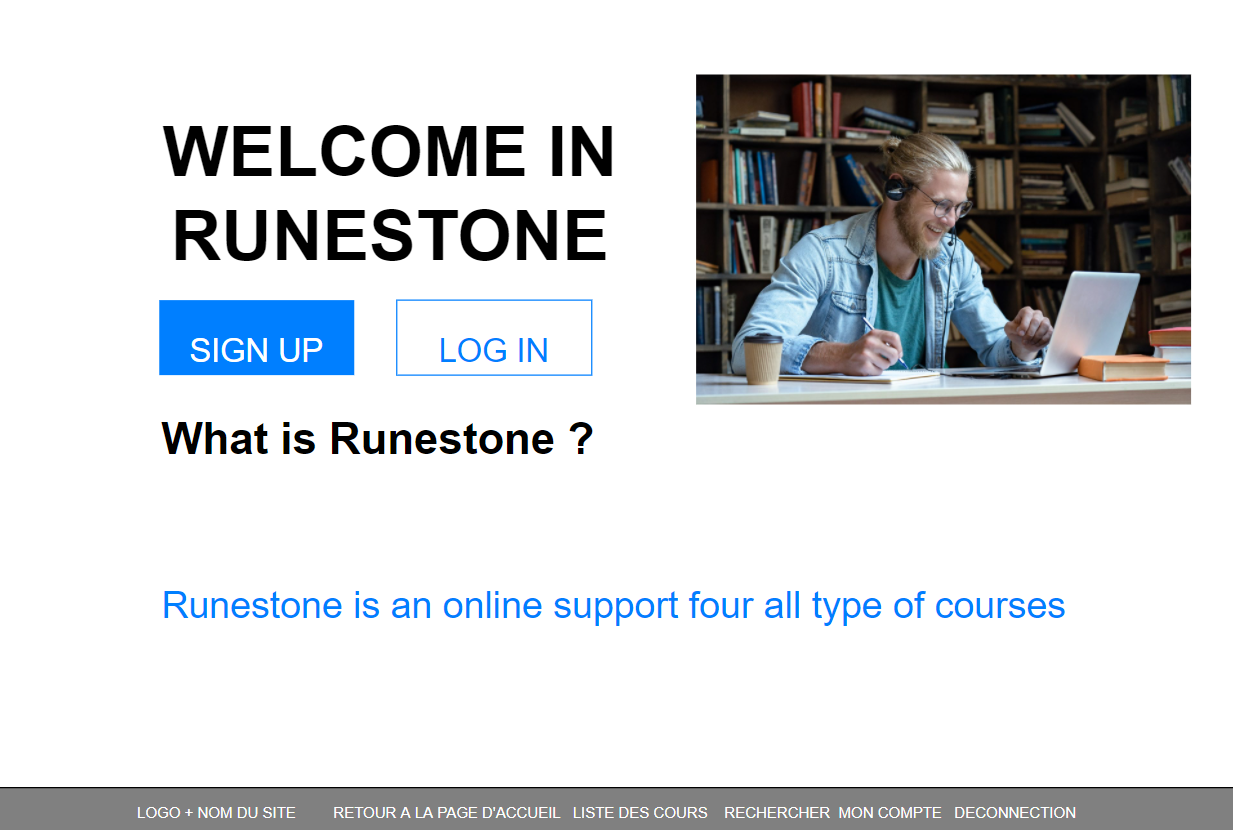 WELCOME IN
RUNESTONE
SIGN UP
LOG IN
What is Runestone ?
Runestone is an online support four all type of courses
LOGO + NOM DU SITE RETOUR A LA PAGE D'ACCUEIL LISTE DES COURS RECHERCHER MON COMPTE DECONNECTION